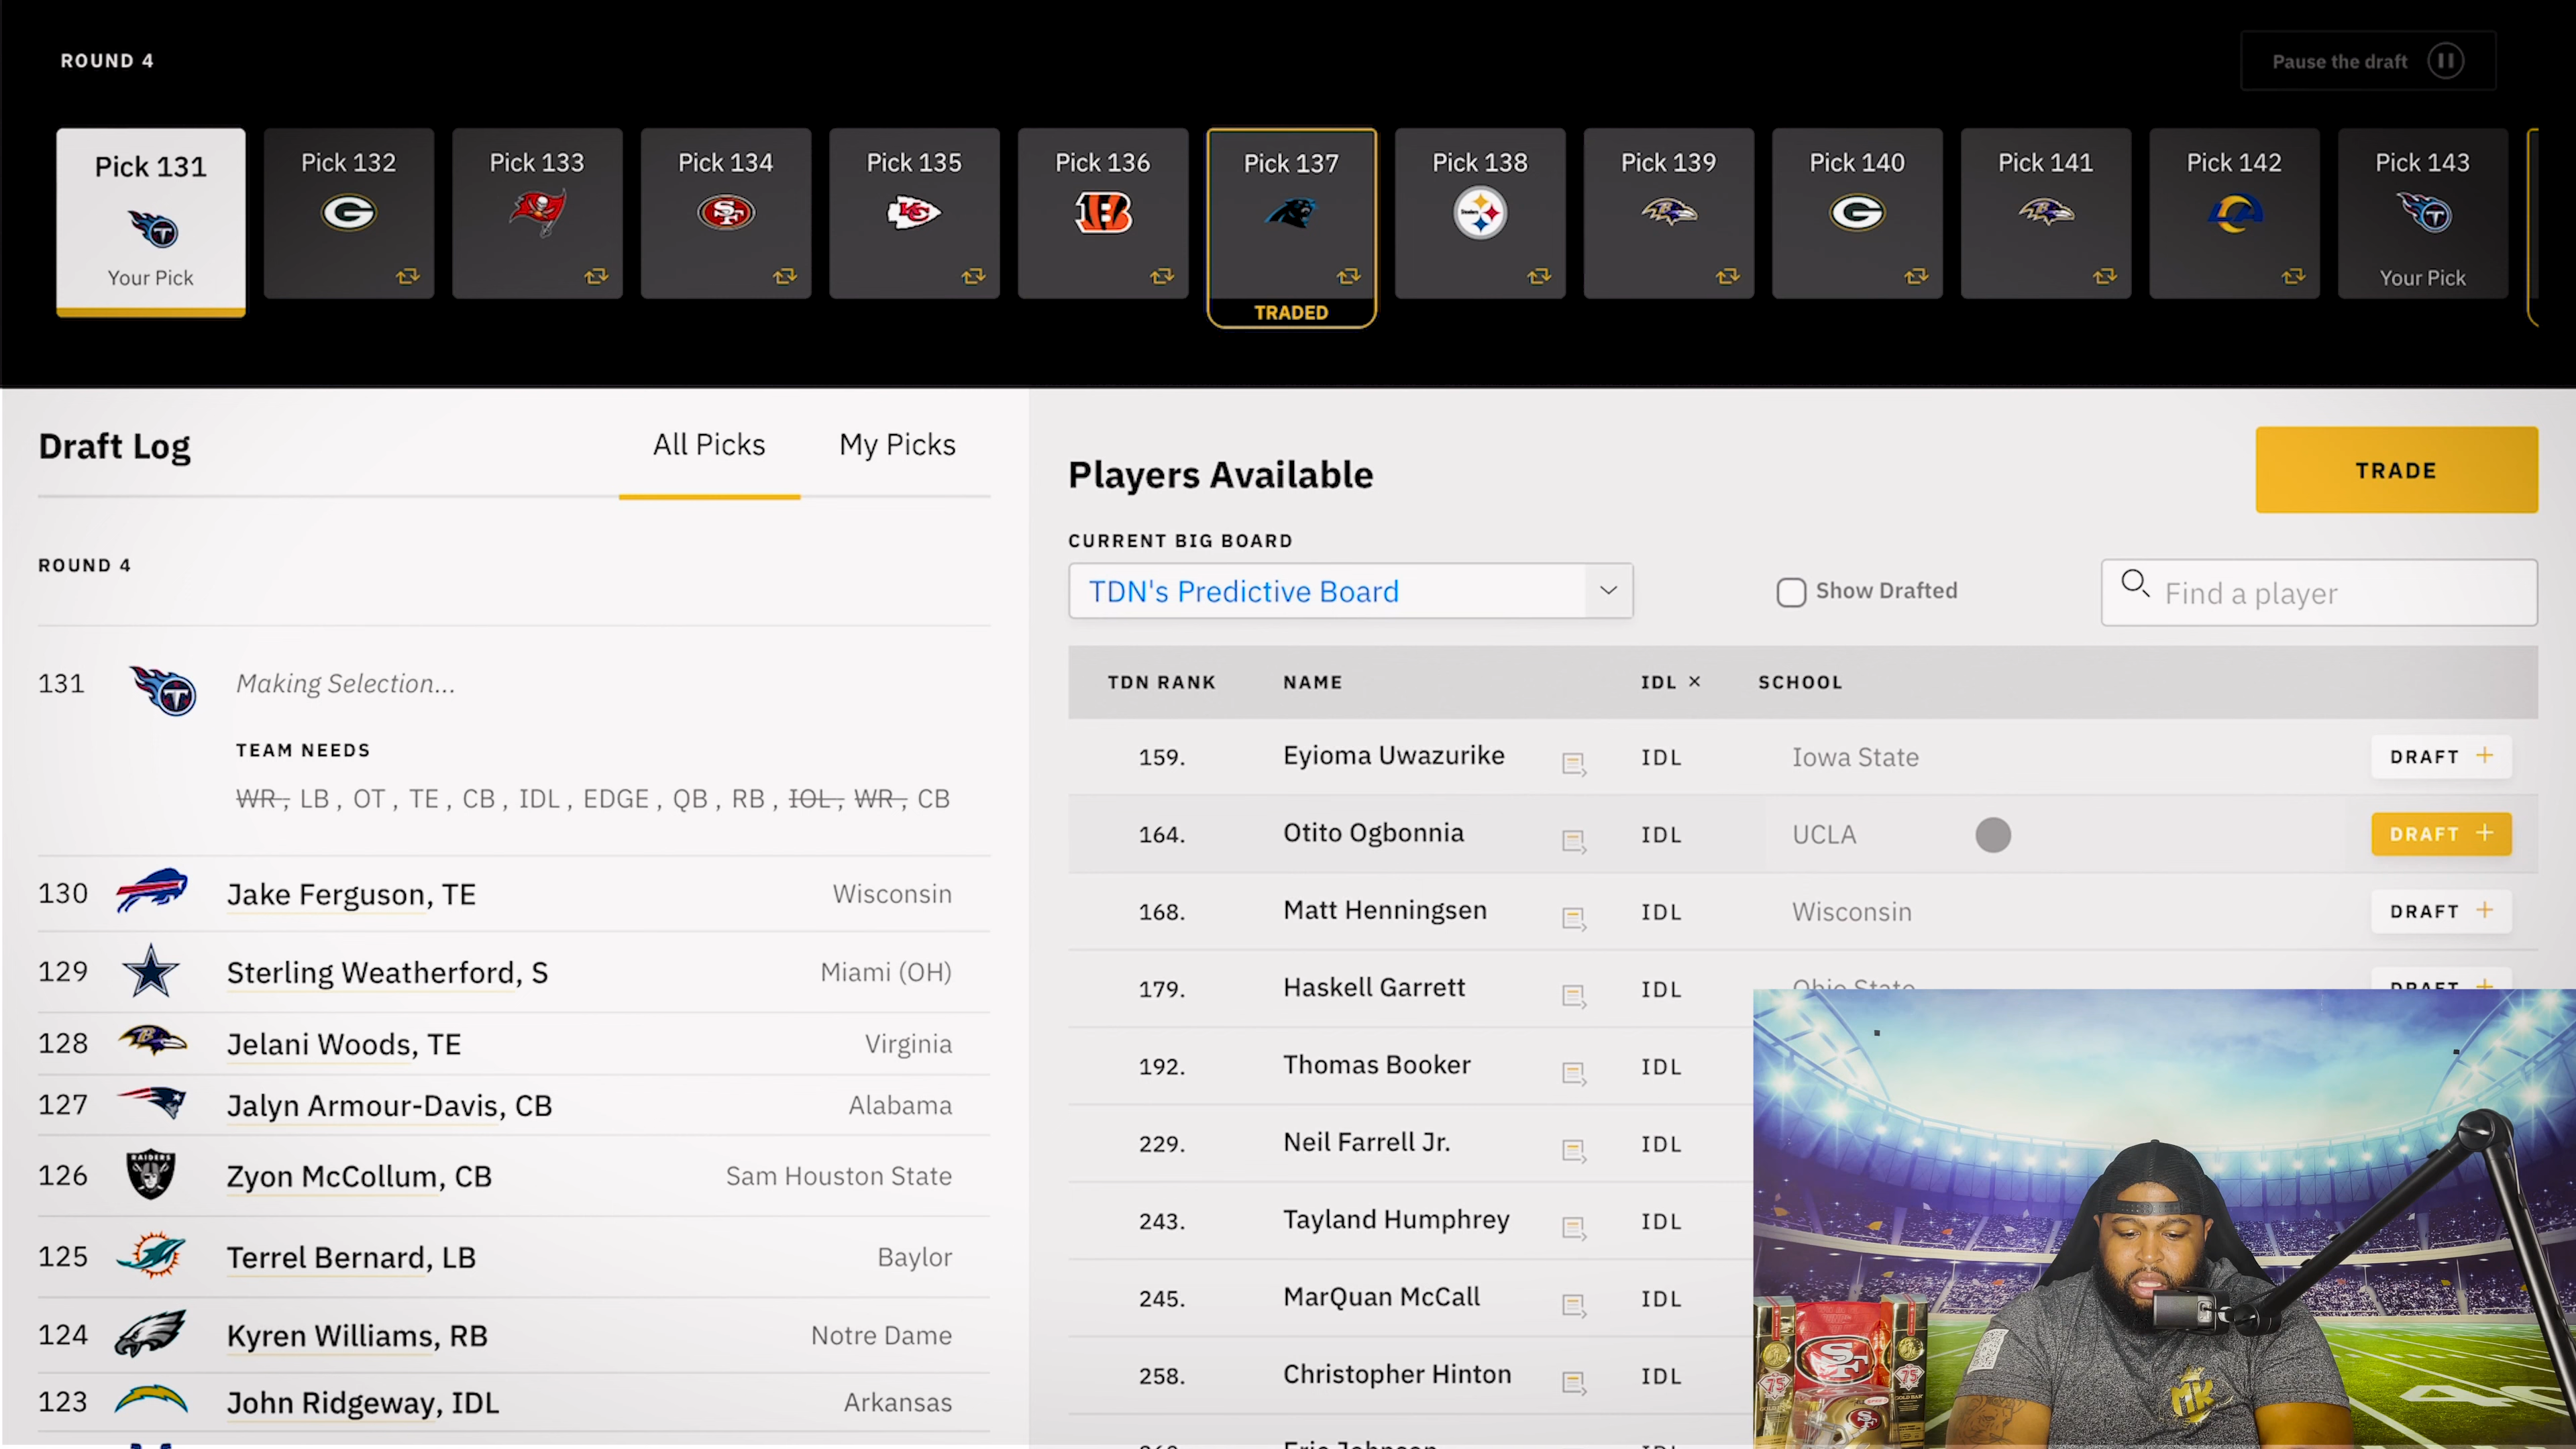 ROUND 4
Pause the draft
Pick 131
Your Pick
Pick 132
Pick 133
Pick 134
Pick 135
Pick 136
Pick 137
TRADED
Pick 138
Pick 139
Pick 140
Pick 141
Pick 142
Pick 143
Your Pick
Draft Log
All Picks
My Picks
ROUND 4
131 Making Selection...
TEAM NEEDS
WR , LB , OT , TE , CB , IDL , EDGE , QB , RB , IOL , WR , CB
130 Jake Ferguson, TE Wisconsin
129 Sterling Weatherford, S Miami (OH)
128 Jelani Woods, TE Virginia
127 Jalyn Armour-Davis, CB Alabama
126 RAIDERS Zyon McCollum, CB Sam Houston State
125 Terrel Bernard, LB Baylor
124 Kyren Williams, RB Notre Dame
123 John Ridgeway, IDL Arkansas
Players Available
TRADE
CURRENT BIG BOARD
TDN's Predictive Board
Show Drafted
Find a player
TDN RANK NAME IDL × SCHOOL
159. Eyioma Uwazurike IDL Iowa State DRAFT +
164. Otito Ogbonnia IDL UCLA DRAFT +
168. Matt Henningsen IDL Wisconsin DRAFT +
179. Haskell Garrett IDL Ohio State DRAFT +
192. Thomas Booker IDL
229. Neil Farrell Jr. IDL
243. Tayland Humphrey IDL
245. MarQuan McCall IDL
258. Christopher Hinton IDL
SF
75
75
MK